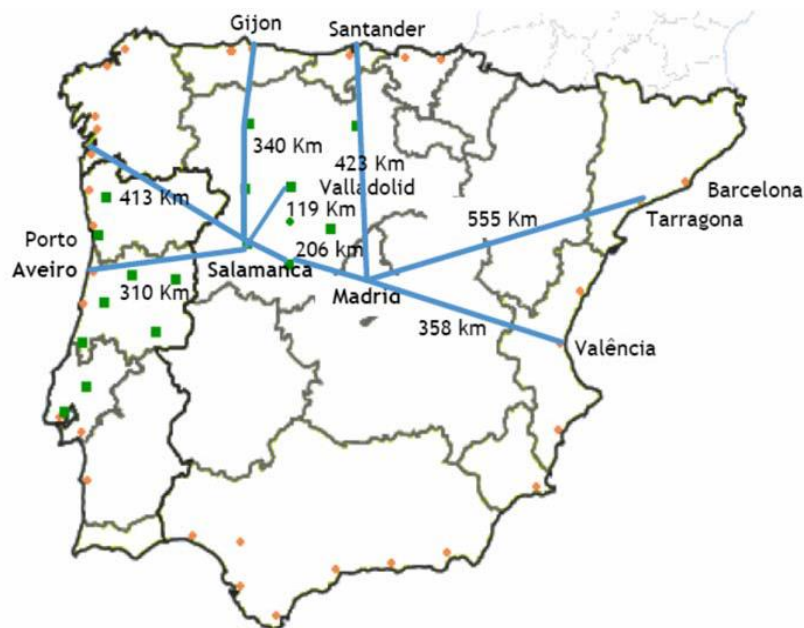 Gijon
Santander
340 Km
423 Km
Valladolid
413 Km
119 Km
555 Km
Barcelona
Tarragona
Porto
206 km
Aveiro
Salamanca
Madrid
310 Km
358 km
Valência